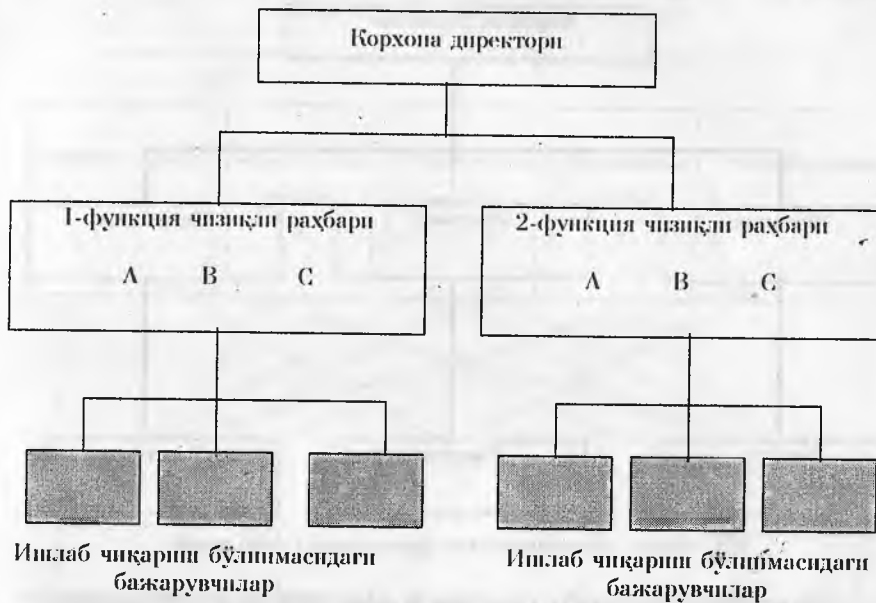 Корхона директори
1-функция чизиқли раҳбари
А В С
2-функция чизиқли раҳбари
А В С
Ишлаб чиқариш бўлинмасидаги
бажарувчилар
Ишлаб чиқариш бўлинмасидаги
бажарувчилар